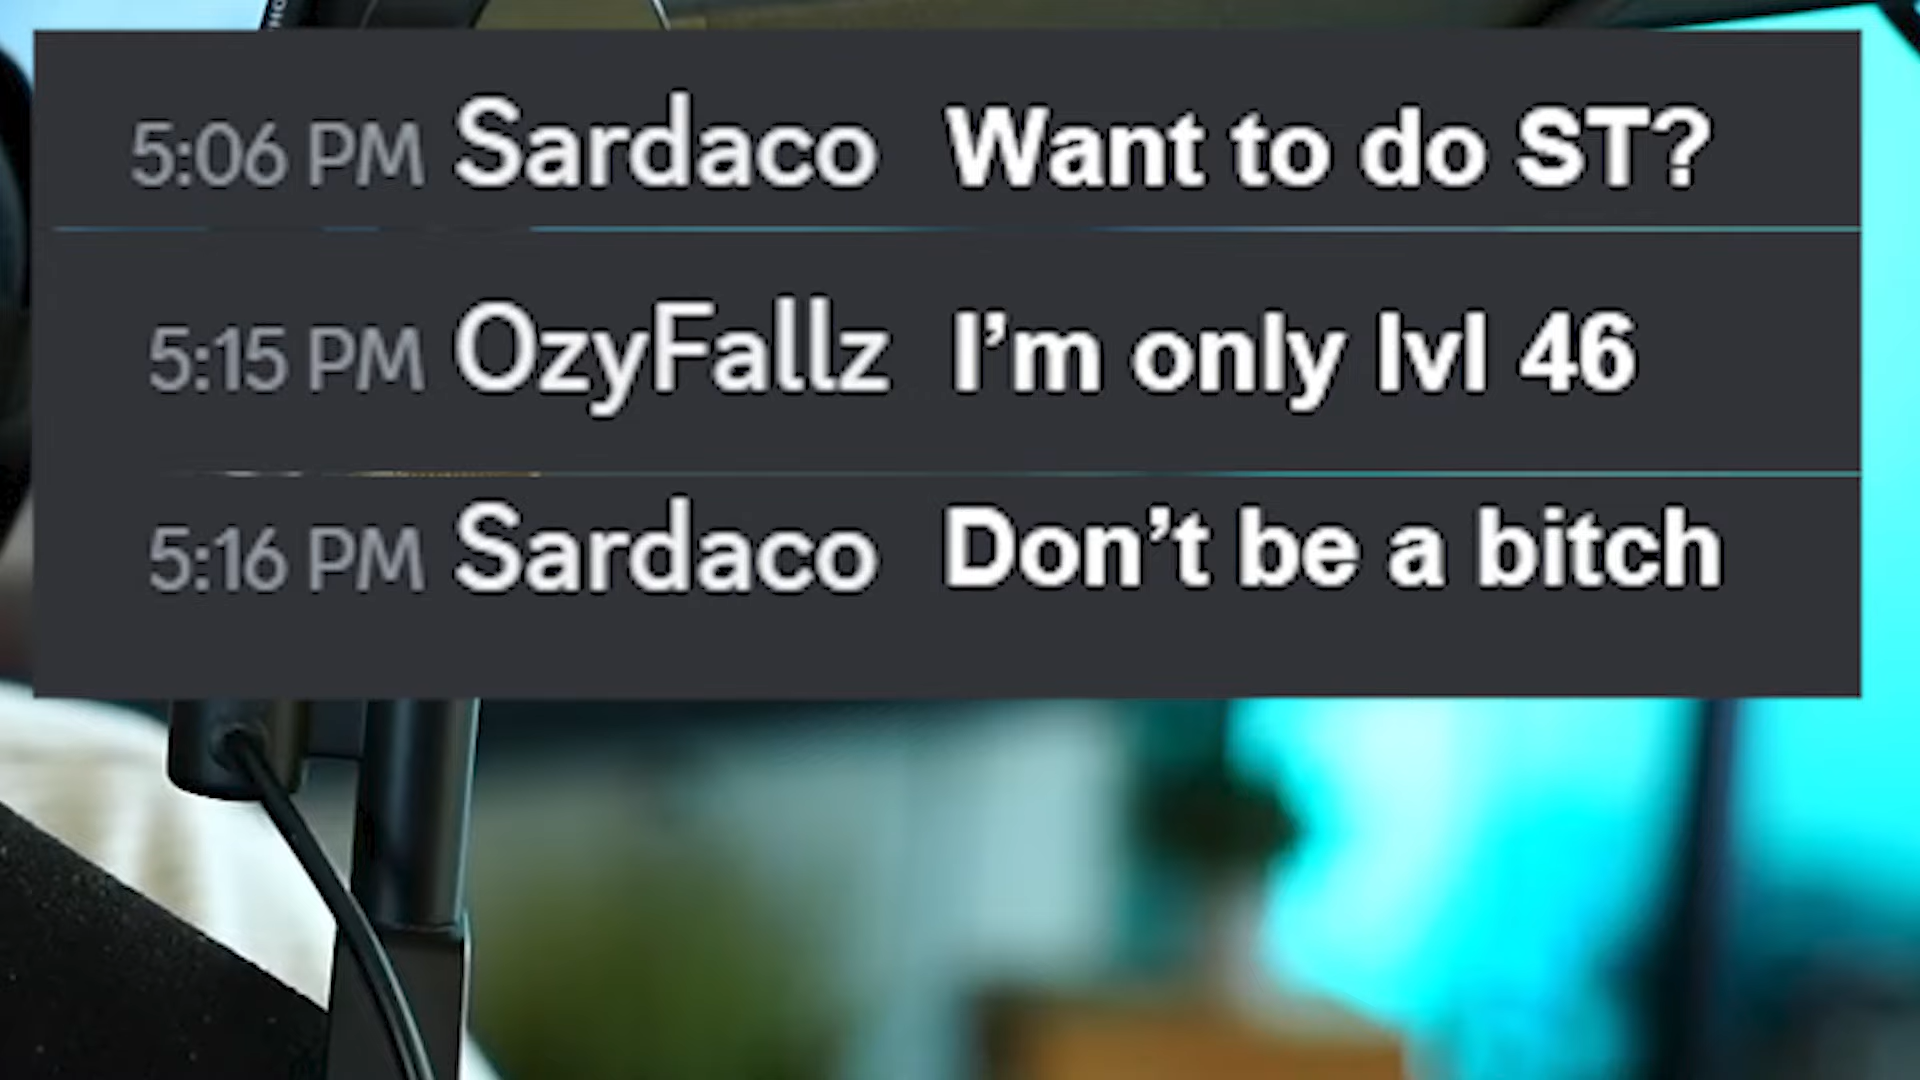 5:06 PM Sardaco Want to do ST?
5:15 PM OzyFallz I’m only lvl 46
5:16 PM Sardaco Don’t be a bitch